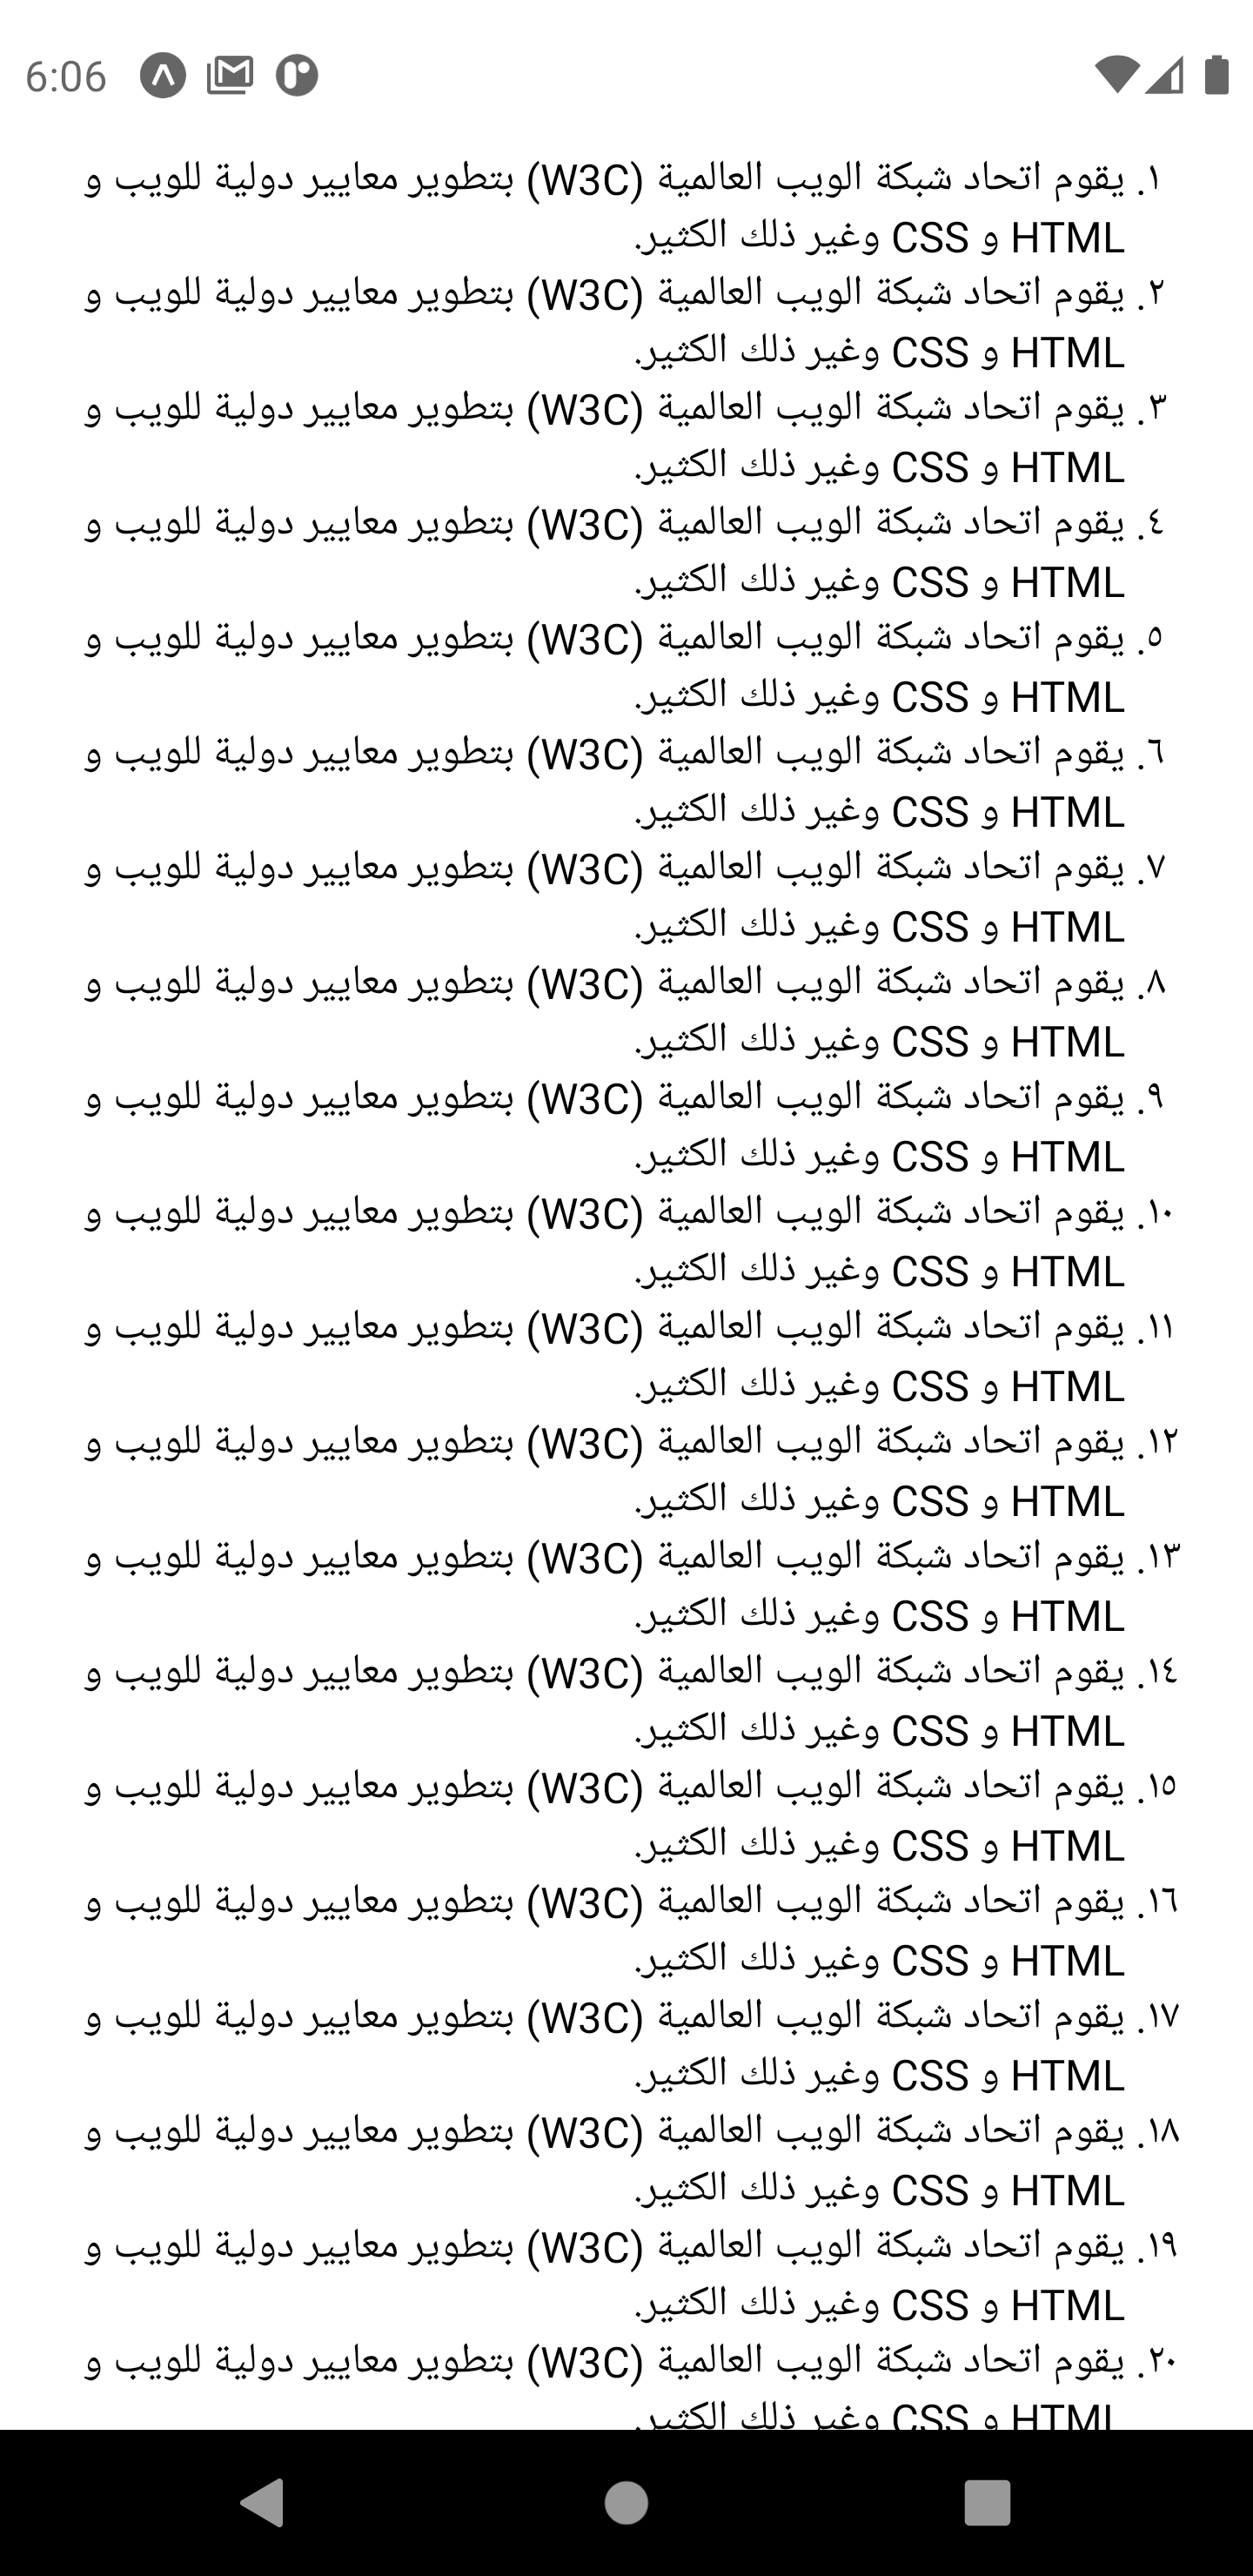 6:06
١. يقوم اتحاد شبكة الويب العالمية (W3C) بتطوير معايير دولية للويب و
HTML و CSS وغير ذلك الكثير.
٢. يقوم اتحاد شبكة الويب العالمية (W3C) بتطوير معايير دولية للويب و
HTML و CSS وغير ذلك الكثير.
٣. يقوم اتحاد شبكة الويب العالمية (W3C) بتطوير معايير دولية للويب و
HTML و CSS وغير ذلك الكثير.
٤. يقوم اتحاد شبكة الويب العالمية (W3C) بتطوير معايير دولية للويب و
HTML و CSS وغير ذلك الكثير.
٥. يقوم اتحاد شبكة الويب العالمية (W3C) بتطوير معايير دولية للويب و
HTML و CSS وغير ذلك الكثير.
٦. يقوم اتحاد شبكة الويب العالمية (W3C) بتطوير معايير دولية للويب و
HTML و CSS وغير ذلك الكثير.
٧. يقوم اتحاد شبكة الويب العالمية (W3C) بتطوير معايير دولية للويب و
HTML و CSS وغير ذلك الكثير.
٨. يقوم اتحاد شبكة الويب العالمية (W3C) بتطوير معايير دولية للويب و
HTML و CSS وغير ذلك الكثير.
٩. يقوم اتحاد شبكة الويب العالمية (W3C) بتطوير معايير دولية للويب و
HTML و CSS وغير ذلك الكثير.
١٠. يقوم اتحاد شبكة الويب العالمية (W3C) بتطوير معايير دولية للويب و
HTML و CSS وغير ذلك الكثير.
١١. يقوم اتحاد شبكة الويب العالمية (W3C) بتطوير معايير دولية للويب و
HTML و CSS وغير ذلك الكثير.
١٢. يقوم اتحاد شبكة الويب العالمية (W3C) بتطوير معايير دولية للويب و
HTML و CSS وغير ذلك الكثير.
١٣. يقوم اتحاد شبكة الويب العالمية (W3C) بتطوير معايير دولية للويب و
HTML و CSS وغير ذلك الكثير.
١٤. يقوم اتحاد شبكة الويب العالمية (W3C) بتطوير معايير دولية للويب و
HTML و CSS وغير ذلك الكثير.
١٥. يقوم اتحاد شبكة الويب العالمية (W3C) بتطوير معايير دولية للويب و
HTML و CSS وغير ذلك الكثير.
١٦. يقوم اتحاد شبكة الويب العالمية (W3C) بتطوير معايير دولية للويب و
HTML و CSS وغير ذلك الكثير.
١٧. يقوم اتحاد شبكة الويب العالمية (W3C) بتطوير معايير دولية للويب و
HTML و CSS وغير ذلك الكثير.
١٨. يقوم اتحاد شبكة الويب العالمية (W3C) بتطوير معايير دولية للويب و
HTML و CSS وغير ذلك الكثير.
١٩. يقوم اتحاد شبكة الويب العالمية (W3C) بتطوير معايير دولية للويب و
HTML و CSS وغير ذلك الكثير.
٢٠. يقوم اتحاد شبكة الويب العالمية (W3C) بتطوير معايير دولية للويب و
HTML و CSS وغير ذلك الكثير.